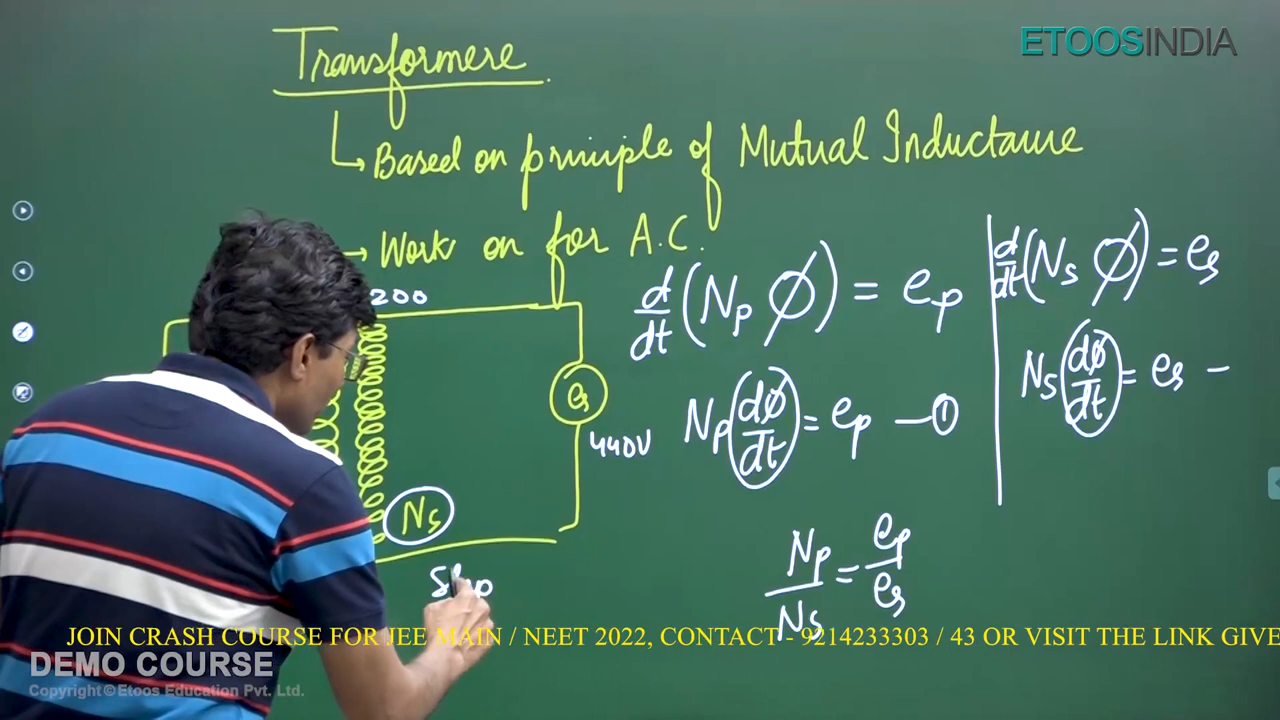 ETOOSINDIA
Transformere
Based on principle of Mutual Inductance
Work on for A.C.
200
es
440V
Ns
Step
d/dt (Np Ø) = ep
Np (dø/dt) = ep — ①
d/dt (Ns Ø) = es
Ns (dø/dt) = es –
Np/Ns = ep/es
JOIN CRASH COURSE FOR JEE MAIN / NEET 2022, CONTACT - 9214233303 / 43 OR VISIT THE LINK GIVE
DEMO COURSE
Copyright © Etoos Education Pvt. Ltd.